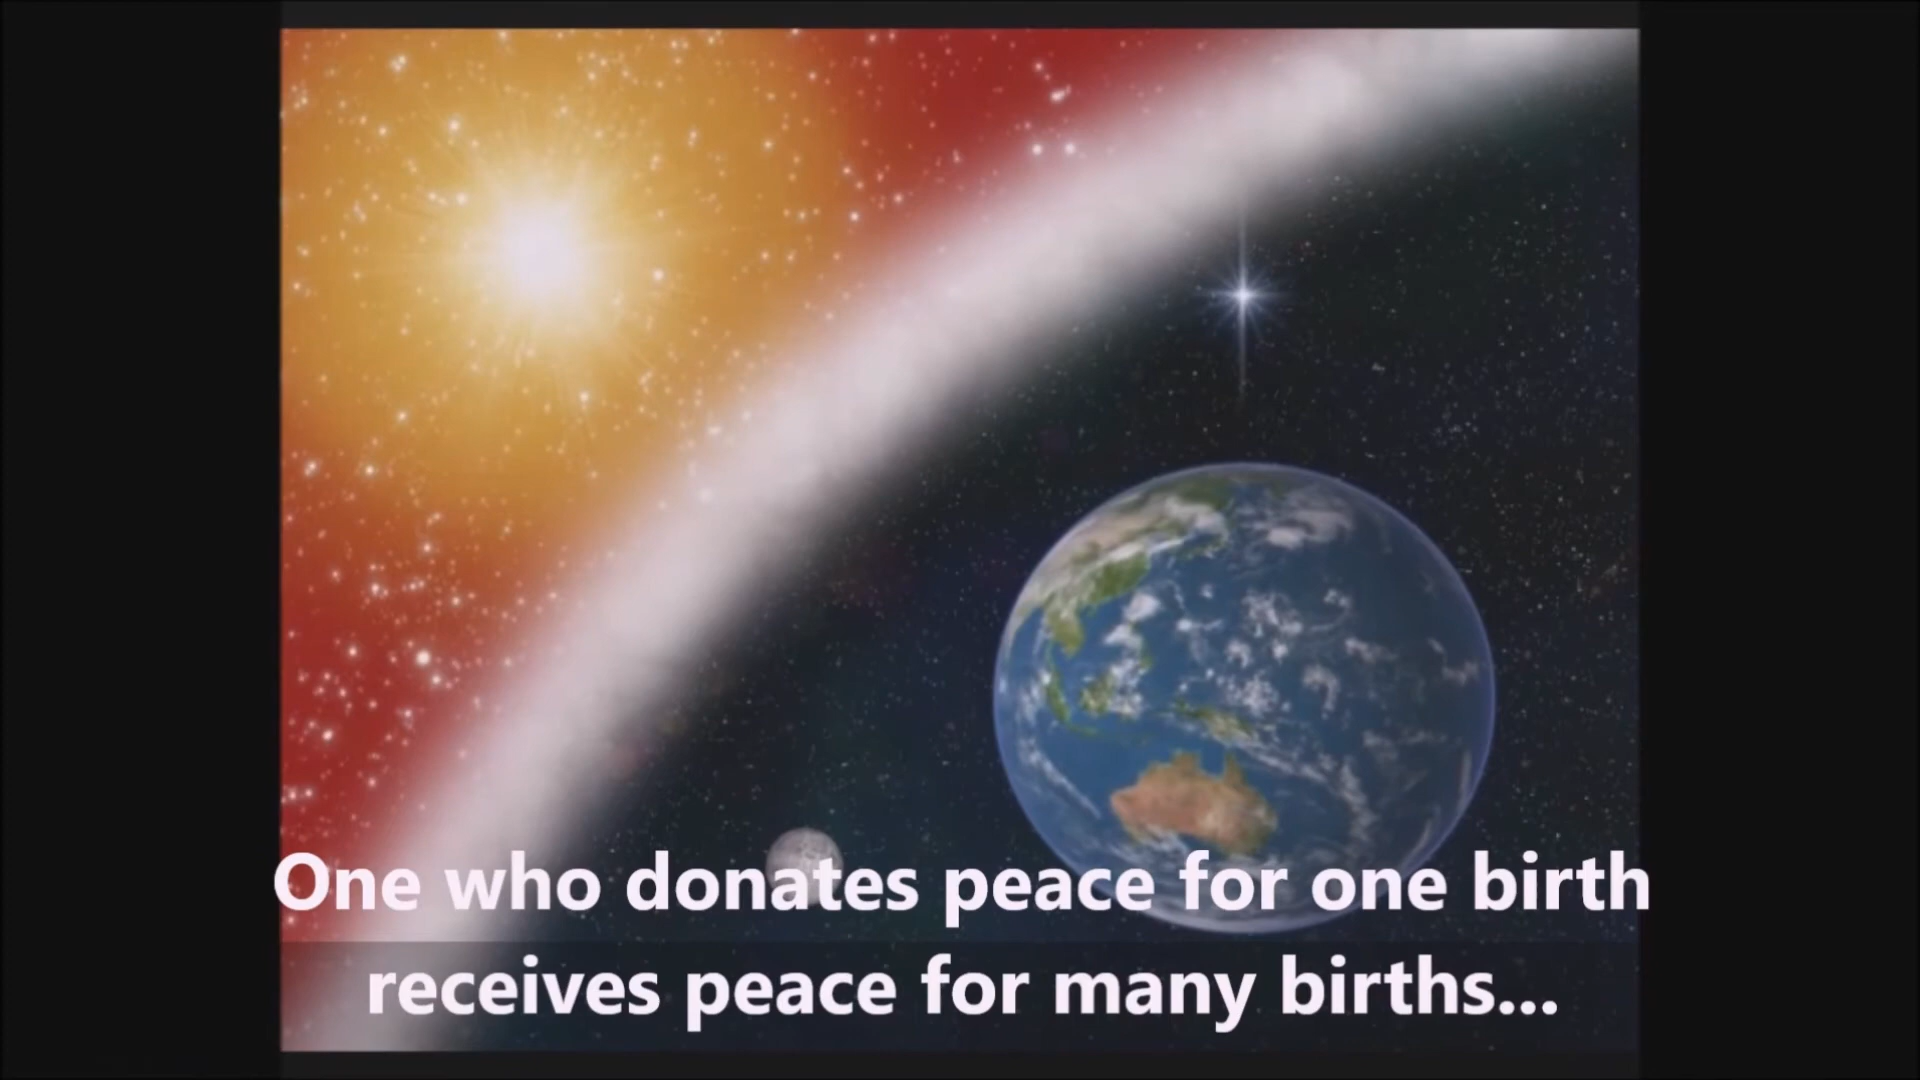 One who donates peace for one birth
receives peace for many births...